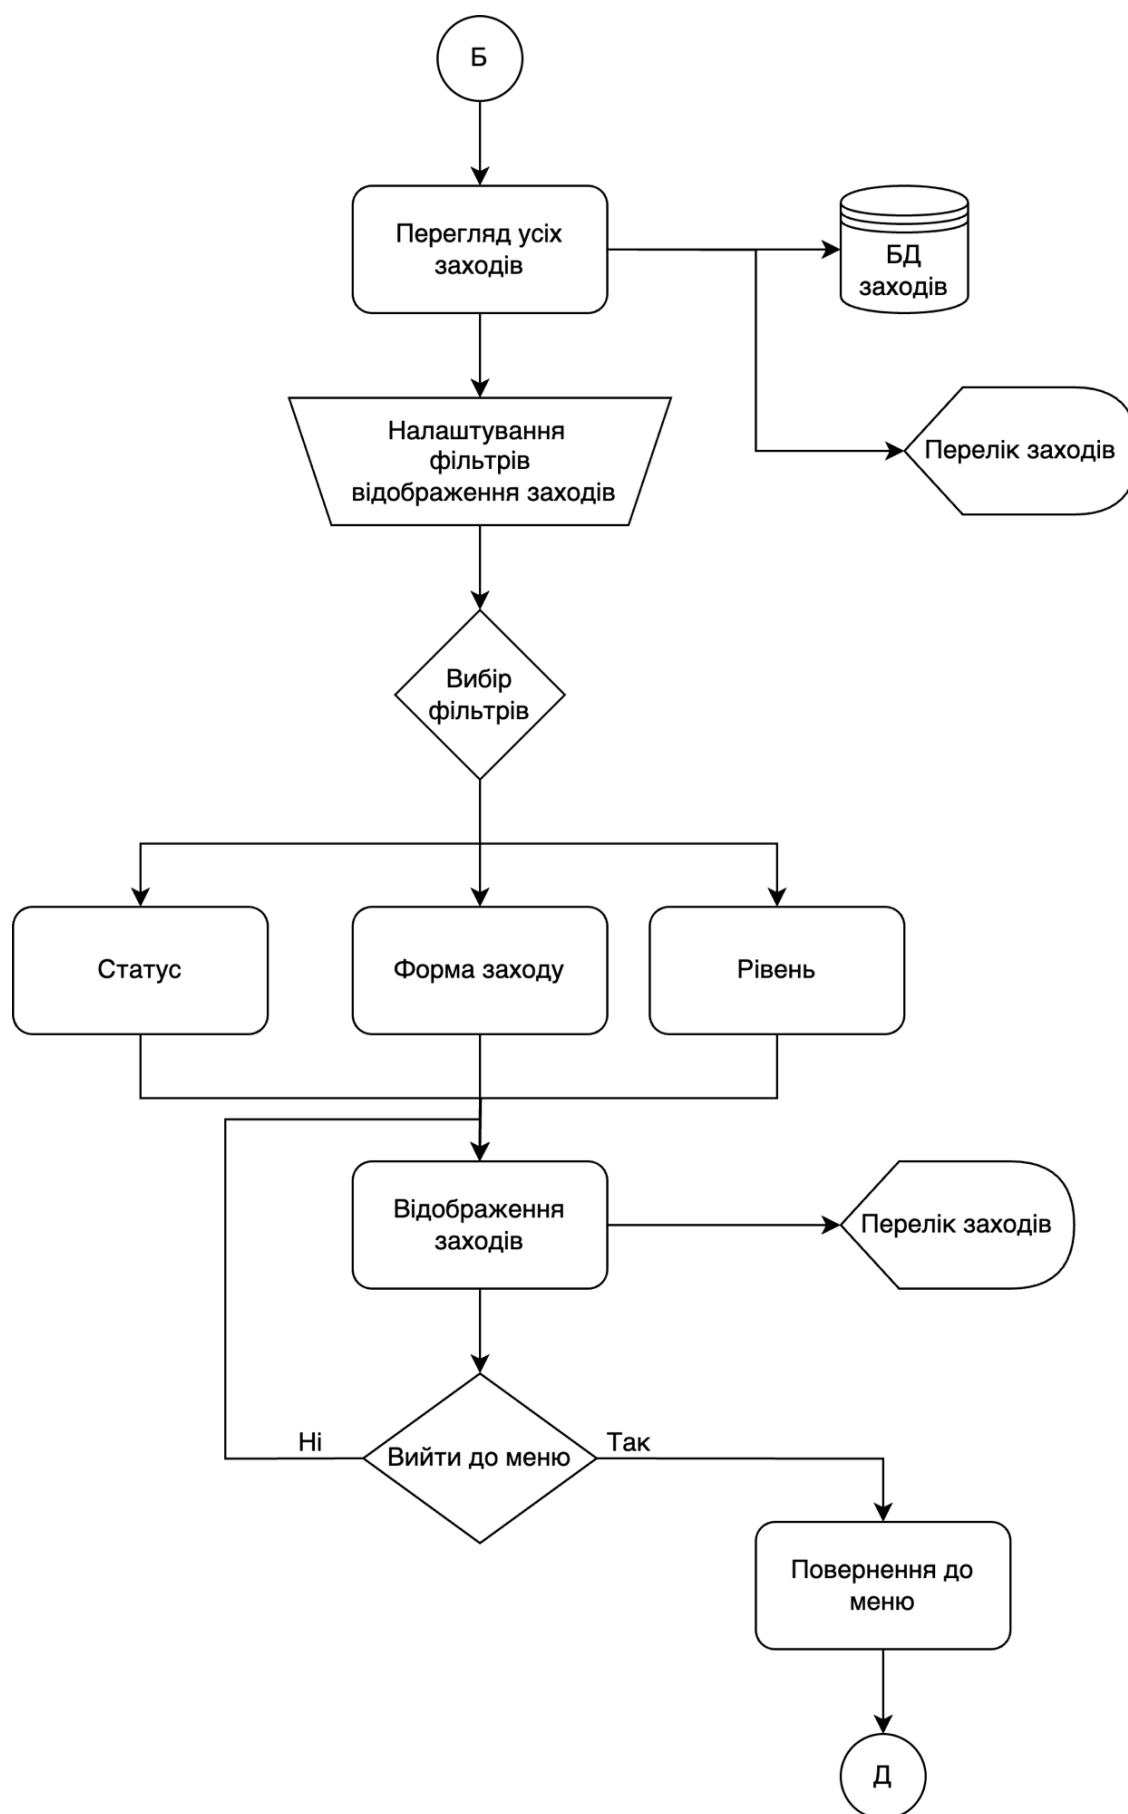 Б
Перегляд усіх
заходів
БД
заходів
Перелік заходів
Налаштування
фільтрів
відображення заходів
Вибір
фільтрів
Статус
Форма заходу
Рівень
Відображення
заходів
Перелік заходів
Ні
Вийти до меню
Так
Повернення до
меню
Д